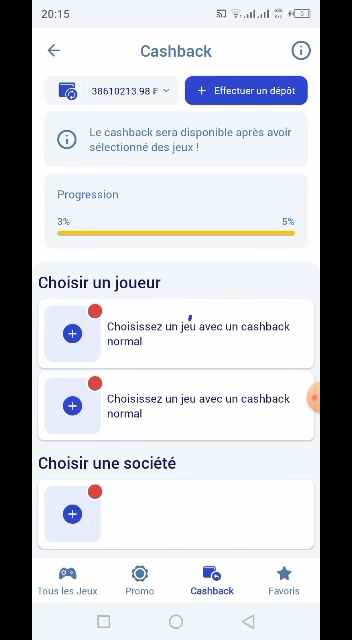 20:15
Cashback
38610213.98 ₣
+ Effectuer un dépôt
Le cashback sera disponible après avoir
sélectionné des jeux !
Progression
3% 5%
Choisir un joueur
Choisissez un jeu avec un cashback
normal
Choisissez un jeu avec un cashback
normal
Choisir une société
Tous les Jeux
Promo
Cashback
Favoris